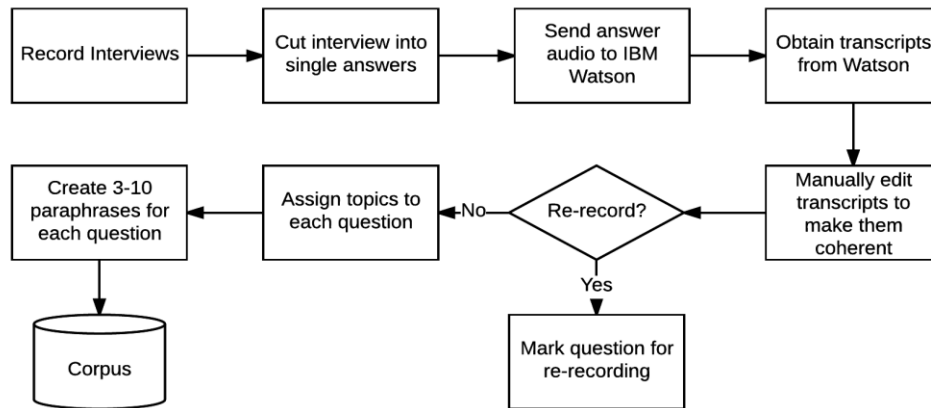 Record Interviews
Cut interview into
single answers
Send answer
audio to IBM
Watson
Obtain transcripts
from Watson
Manually edit
transcripts to
make them
coherent
Re-record?
No
Assign topics to
each question
Create 3-10
paraphrases for
each question
Corpus
Yes
Mark question for
re-recording